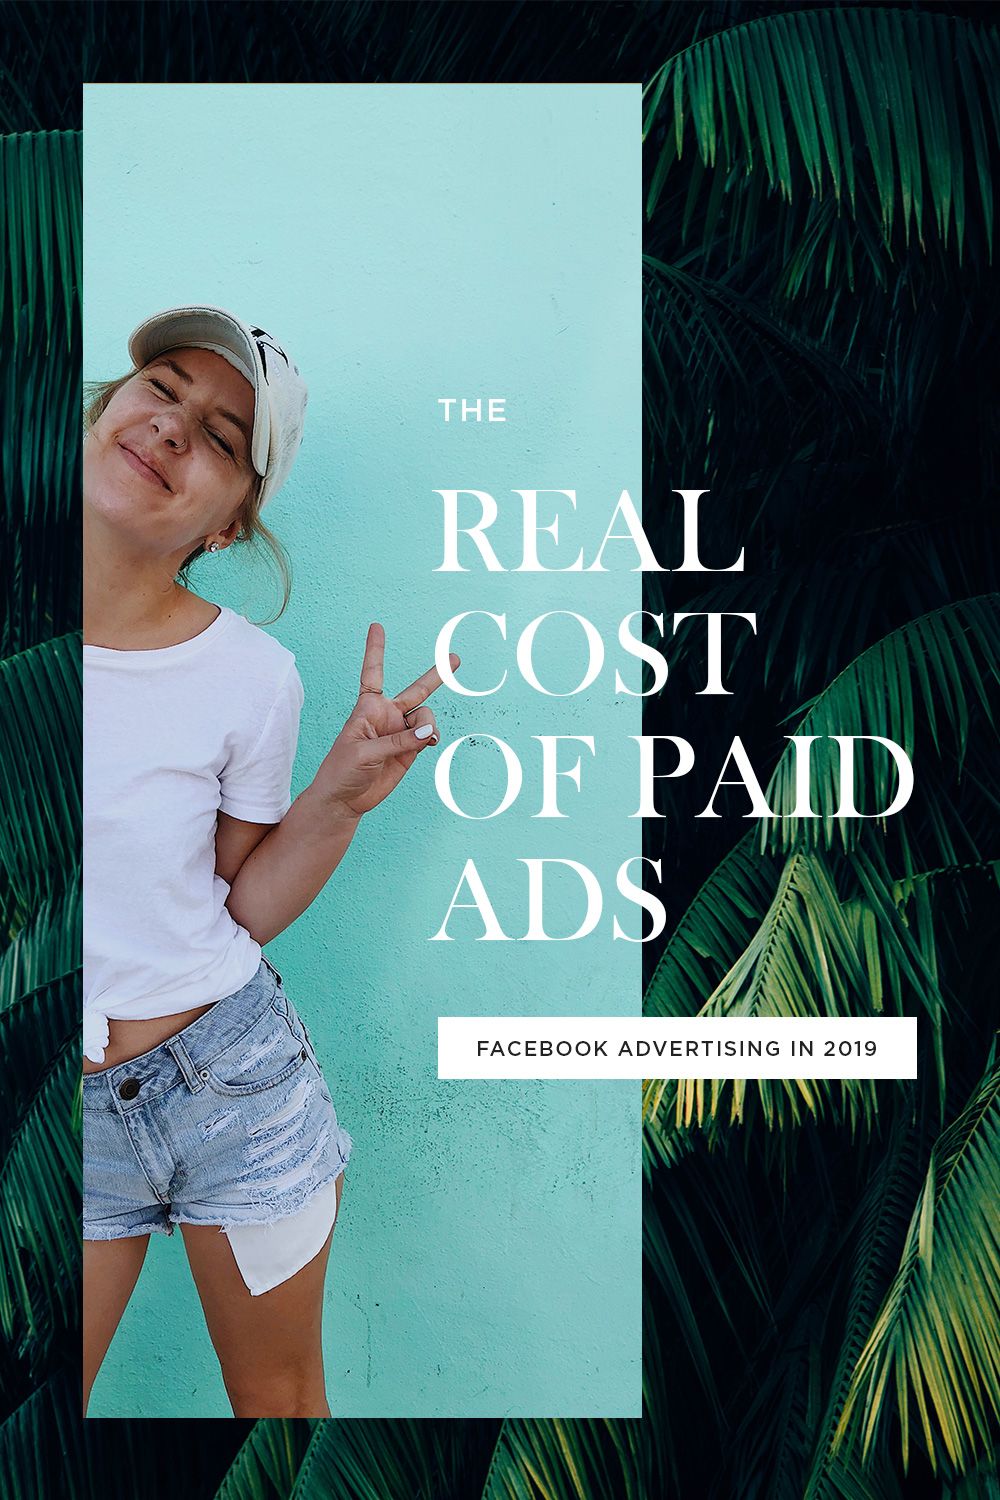 THE
REAL
COST
OF PAID
ADS
FACEBOOK ADVERTISING IN 2019